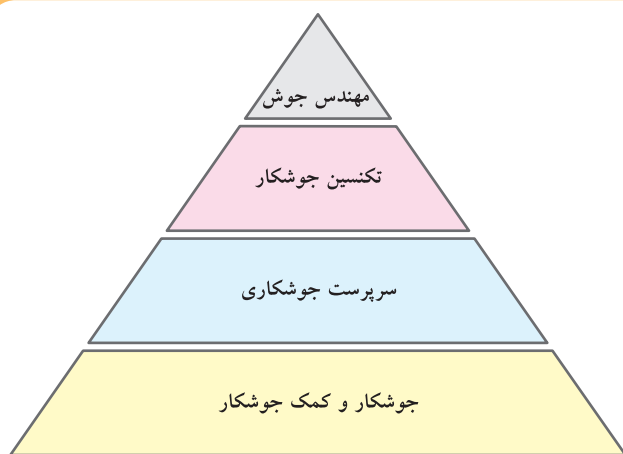 مهندس جوش
تکنسین جوشکار
سرپرست جوشکاری
جوشکار و کمک جوشکار